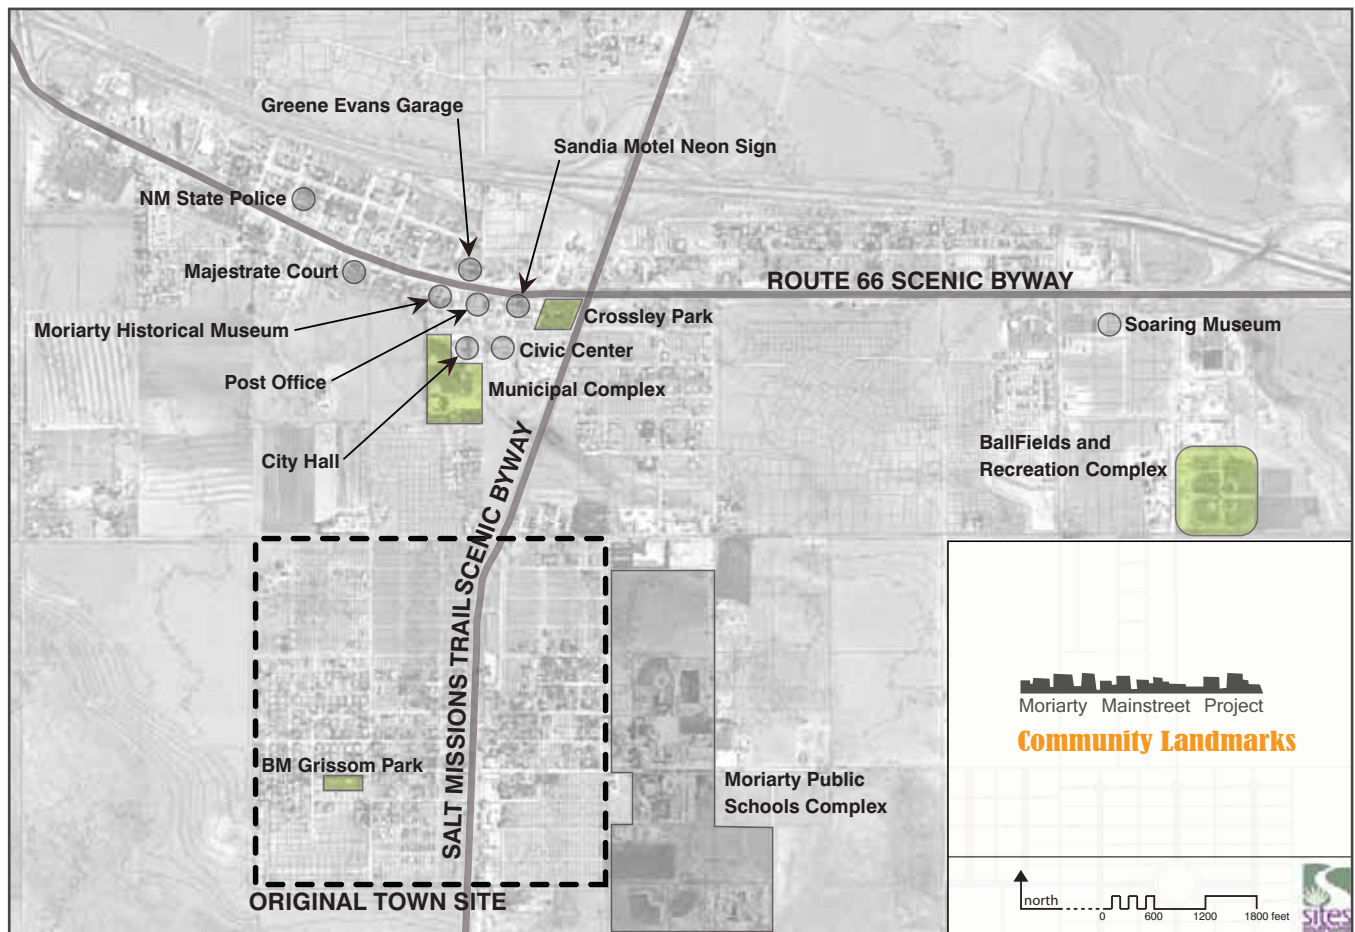 Greene Evans Garage
Sandia Motel Neon Sign
NM State Police
Majestrate Court
ROUTE 66 SCENIC BYWAY
Moriarty Historical Museum
Crossley Park
Soaring Museum
Civic Center
Post Office
Municipal Complex
City Hall
BallFields and
Recreation Complex
SALT MISSIONS TRAIL SCENIC BYWAY
BM Grissom Park
Moriarty Public
Schools Complex
ORIGINAL TOWN SITE
Moriarty Mainstreet Project
Community Landmarks
north
0 600 1200 1800 feet
sites